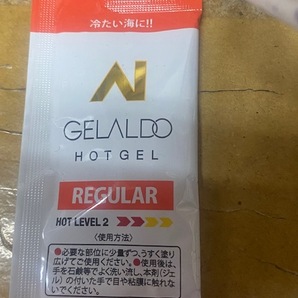 冷たい海に!!
GELALDO
HOTGEL
REGULAR
HOT LEVEL 2
〈使用方法〉
●必要な部位に少量ずつ、うすく塗り
広げてご使用ください。●使用後は、
手を石鹸等でよく洗い流し、本剤(ジェ
ル)の付いた手で目や粘膜に触れな
いでください。